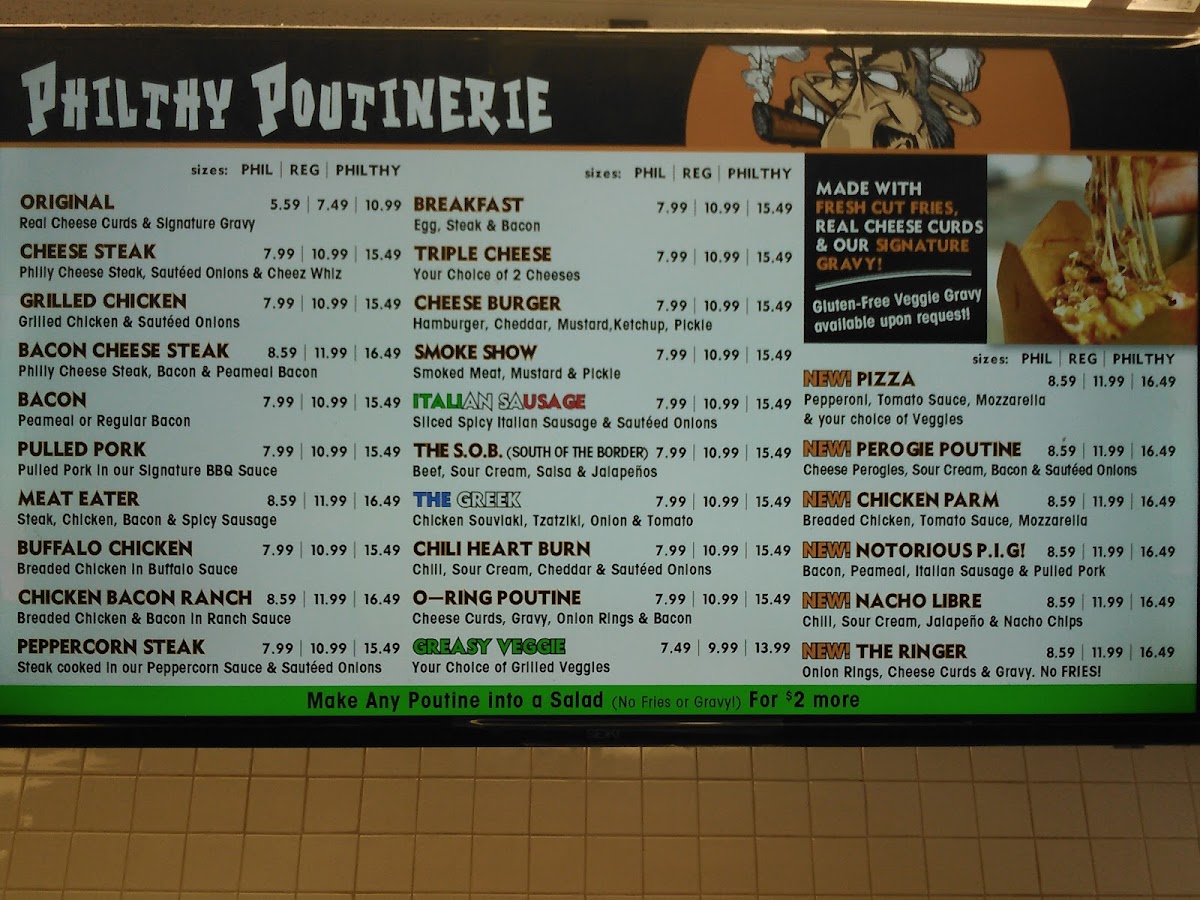 PHILTHY POUTINERIE
sizes: PHIL | REG | PHILTHY
ORIGINAL 5.59 | 7.49 | 10.99
Real Cheese Curds & Signature Gravy
CHEESE STEAK 7.99 | 10.99 | 15.49
Philly Cheese Steak, Sautéed Onions & Cheez Whiz
GRILLED CHICKEN 7.99 | 10.99 | 15.49
Grilled Chicken & Sautéed Onions
BACON CHEESE STEAK 8.59 | 11.99 | 16.49
Philly Cheese Steak, Bacon & Peameal Bacon
BACON 7.99 | 10.99 | 15.49
Peameal or Regular Bacon
PULLED PORK 7.99 | 10.99 | 15.49
Pulled Pork in our Signature BBQ Sauce
MEAT EATER 8.59 | 11.99 | 16.49
Steak, Chicken, Bacon & Spicy Sausage
BUFFALO CHICKEN 7.99 | 10.99 | 15.49
Breaded Chicken in Buffalo Sauce
CHICKEN BACON RANCH 8.59 | 11.99 | 16.49
Breaded Chicken & Bacon in Ranch Sauce
PEPPERCORN STEAK 7.99 | 10.99 | 15.49
Steak cooked in our Peppercorn Sauce & Sautéed Onions
sizes: PHIL | REG | PHILTHY
BREAKFAST 7.99 | 10.99 | 15.49
Egg, Steak & Bacon
TRIPLE CHEESE 7.99 | 10.99 | 15.49
Your Choice of 2 Cheeses
CHEESE BURGER 7.99 | 10.99 | 15.49
Hamburger, Cheddar, Mustard,Ketchup, Pickle
SMOKE SHOW 7.99 | 10.99 | 15.49
Smoked Meat, Mustard & Pickle
ITALIAN SAUSAGE 7.99 | 10.99 | 15.49
Sliced Spicy Italian Sausage & Sautéed Onions
THE S.O.B. (SOUTH OF THE BORDER) 7.99 | 10.99 | 15.49
Beef, Sour Cream, Salsa & Jalapeños
THE GREEK 7.99 | 10.99 | 15.49
Chicken Souvlaki, Tzatziki, Onion & Tomato
CHILI HEART BURN 7.99 | 10.99 | 15.49
Chili, Sour Cream, Cheddar & Sautéed Onions
O—RING POUTINE 7.99 | 10.99 | 15.49
Cheese Curds, Gravy, Onion Rings & Bacon
GREASY VEGGIE 7.49 | 9.99 | 13.99
Your Choice of Grilled Veggies
MADE WITH
FRESH CUT FRIES,
REAL CHEESE CURDS
& OUR SIGNATURE
GRAVY!
Gluten-Free Veggie Gravy
available upon request!
sizes: PHIL | REG | PHILTHY
NEW! PIZZA 8.59 | 11.99 | 16.49
Pepperoni, Tomato Sauce, Mozzarella
& your choice of Veggies
NEW! PEROGIE POUTINE 8.59 | 11.99 | 16.49
Cheese Perogies, Sour Cream, Bacon & Sautéed Onions
NEW! CHICKEN PARM 8.59 | 11.99 | 16.49
Breaded Chicken, Tomato Sauce, Mozzarella
NEW! NOTORIOUS P.I.G! 8.59 | 11.99 | 16.49
Bacon, Peameal, Italian Sausage & Pulled Pork
NEW! NACHO LIBRE 8.59 | 11.99 | 16.49
Chili, Sour Cream, Jalapeño & Nacho Chips
NEW! THE RINGER 8.59 | 11.99 | 16.49
Onion Rings, Cheese Curds & Gravy. No FRIES!
Make Any Poutine into a Salad (No Fries or Gravy!) For $2 more